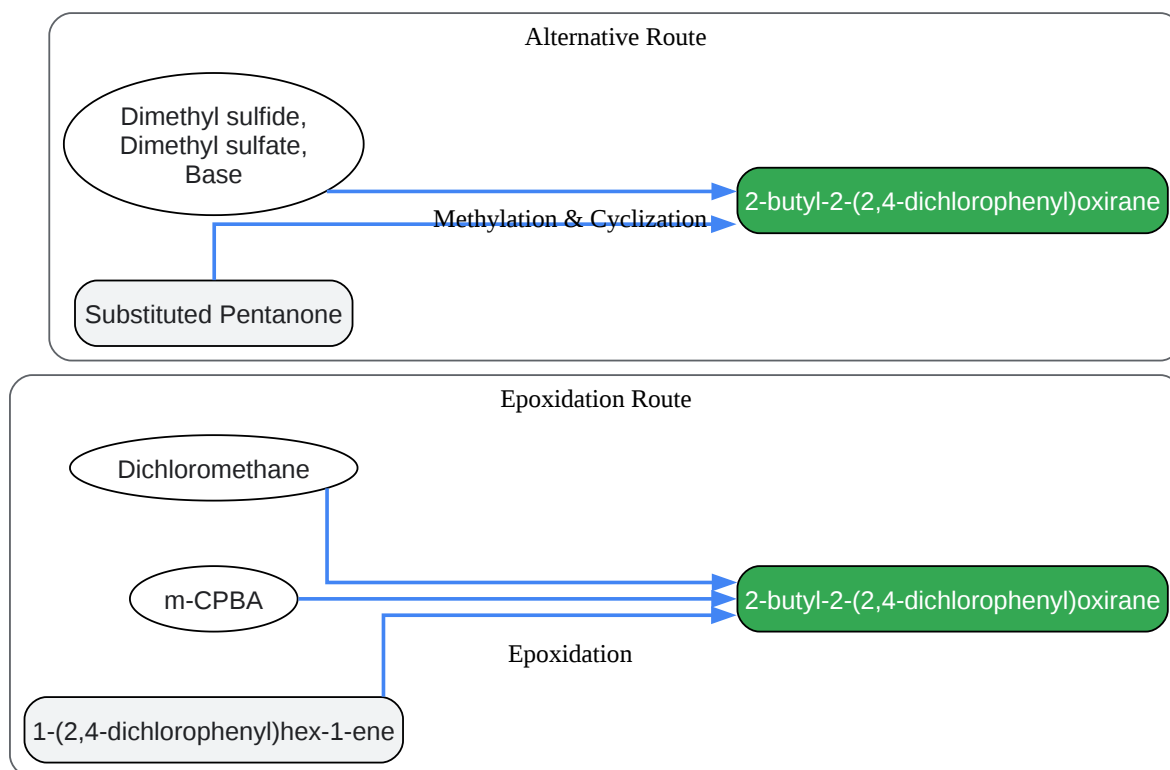 Alternative Route
Dimethyl sulfide,
Dimethyl sulfate,
Base
2-butyl-2-(2,4-dichlorophenyl)oxirane
Methylation & Cyclization
Substituted Pentanone
Epoxidation Route
Dichloromethane
m-CPBA
2-butyl-2-(2,4-dichlorophenyl)oxirane
Epoxidation
1-(2,4-dichlorophenyl)hex-1-ene